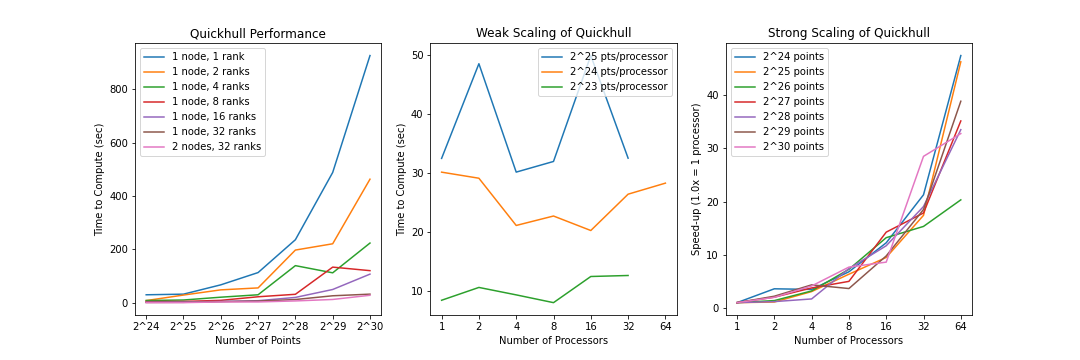 Quickhull Performance
Time to Compute (sec)
800
600
400
200
0
1 node, 1 rank
1 node, 2 ranks
1 node, 4 ranks
1 node, 8 ranks
1 node, 16 ranks
1 node, 32 ranks
2 nodes, 32 ranks
2^24 2^25 2^26 2^27 2^28 2^29 2^30
Number of Points
Weak Scaling of Quickhull
Time to Compute (sec)
50
40
30
20
10
2^25 pts/processor
2^24 pts/processor
2^23 pts/processor
1 2 4 8 16 32 64
Number of Processors
Strong Scaling of Quickhull
Speed-up (1.0x = 1 processor)
40
30
20
10
0
2^24 points
2^25 points
2^26 points
2^27 points
2^28 points
2^29 points
2^30 points
1 2 4 8 16 32 64
Number of Processors